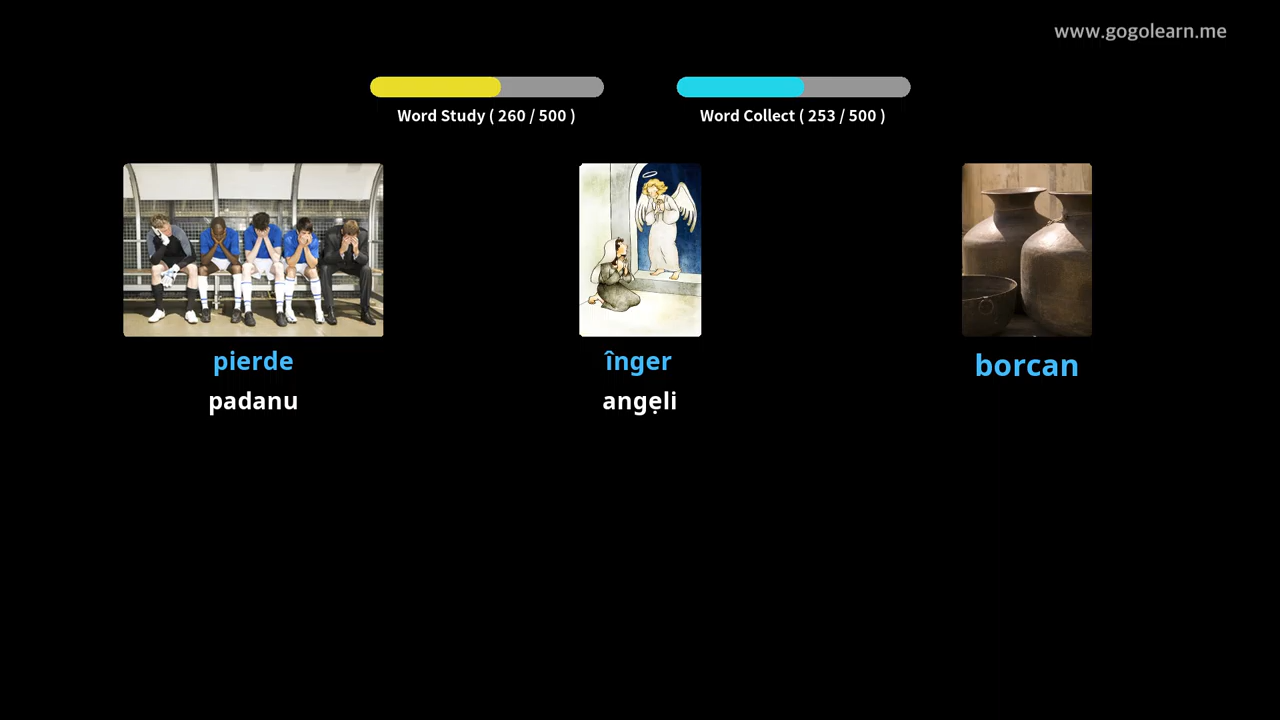 www.gogolearn.me
Word Study ( 260 / 500 )
Word Collect ( 253 / 500 )
pierde
padanu
înger
angẹli
borcan